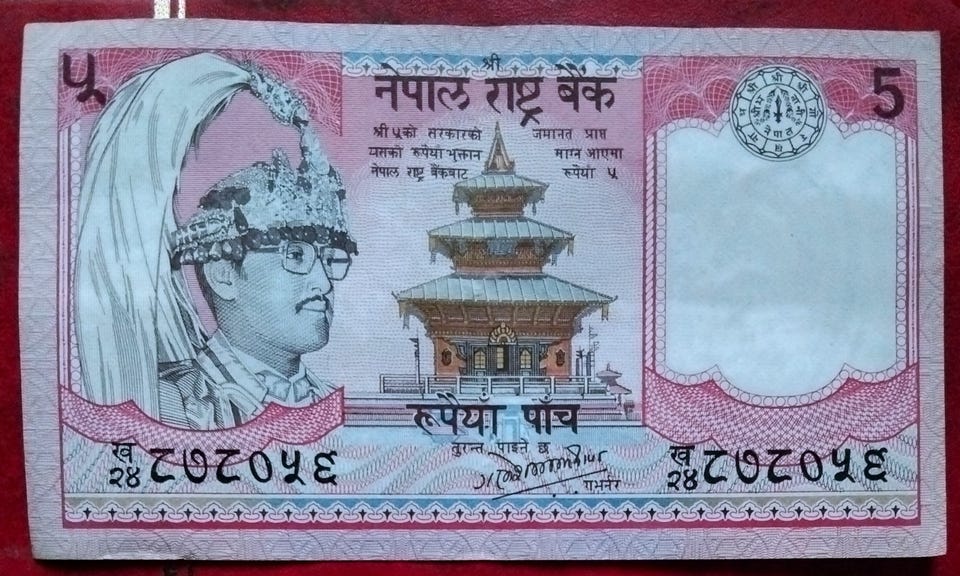 श्री
५ नेपाल राष्ट्र बैंक 5
श्री ५को सरकारको जमानत प्राप्त
यसको रूपैया भुक्तान माग्न आएमा
नेपाल राष्ट्र बैंकबाट रूपैया ५
रूपैयाँ पाँच
तुरुन्त पाइने छ
ख २४ ८७८०५६ ख २४ ८७८०५६
गभर्नर